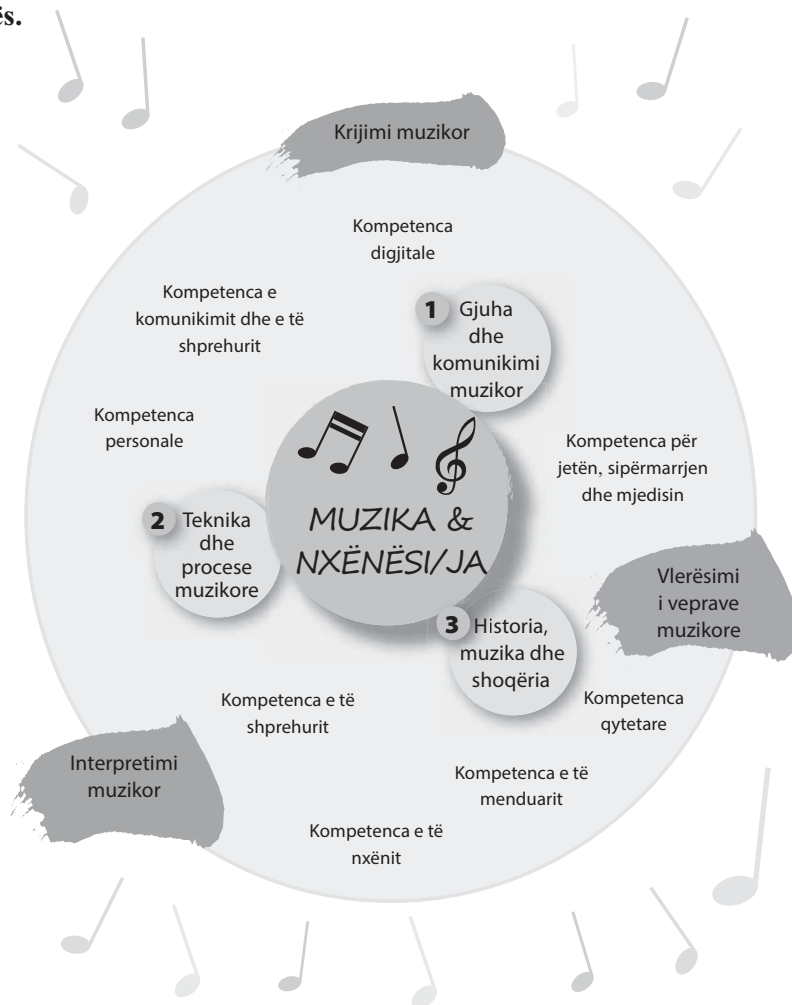 ës.
Krijimi muzikor
Kompetenca
digjitale
Kompetenca e
komunikimit dhe e të
shprehurit
1 Gjuha
dhe
komunikimi
muzikor
Kompetenca
personale
Kompetenca për
jetën, sipërmarrjen
dhe mjedisin
MUZIKA &
NXËNËSI/JA
2 Teknika
dhe
procese
muzikore
Vlerësimi
i veprave
muzikore
3 Historia,
muzika dhe
shoqëria
Kompetenca e të
shprehurit
Kompetenca
qytetare
Interpretimi
muzikor
Kompetenca e të
menduarit
Kompetenca e të
nxënit